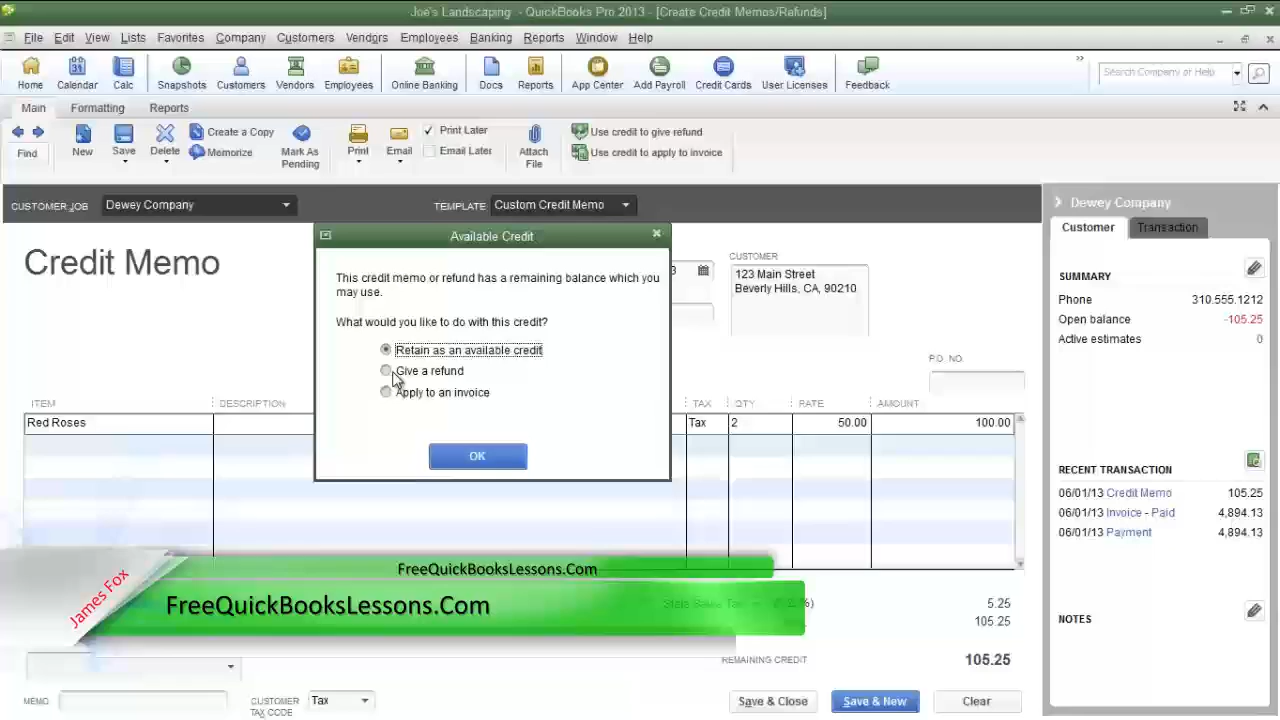 Joe's Landscaping - QuickBooks Pro 2013 - [Create Credit Memos/Refunds]
File Edit View Lists Favorites Company Customers Vendors Employees Banking Reports Window Help
Home Calendar Calc Snapshots Customers Vendors Employees Online Banking Docs Reports App Center Add Payroll Credit Cards User Licenses Feedback
Search Company or Help
Main Formatting Reports
Find New Save Delete
Create a Copy
Memorize
Mark As
Pending
Print Email
Print Later
Email Later
Attach
File
Use credit to give refund
Use credit to apply to invoice
CUSTOMER:JOB Dewey Company TEMPLATE Custom Credit Memo
Credit Memo
Available Credit
This credit memo or refund has a remaining balance which you
may use.
What would you like to do with this credit?
Retain as an available credit
Give a refund
Apply to an invoice
OK
3
CUSTOMER
123 Main Street
Beverly Hills, CA, 90210
P.O. NO.
ITEM DESCRIPTION TAX QTY RATE AMOUNT
Red Roses Tax 2 50.00 100.00
5.25
105.25
REMAINING CREDIT 105.25
MEMO CUSTOMER
TAX CODE Tax
Save & Close Save & New Clear
Dewey Company
Customer Transaction
SUMMARY
Phone 310.555.1212
Open balance -105.25
Active estimates 0
RECENT TRANSACTION
06/01/13 Credit Memo 105.25
06/01/13 Invoice - Paid 4,894.13
06/01/13 Payment 4,894.13
NOTES
James Fox
FreeQuickBooksLessons.Com
FreeQuickBooksLessons.Com